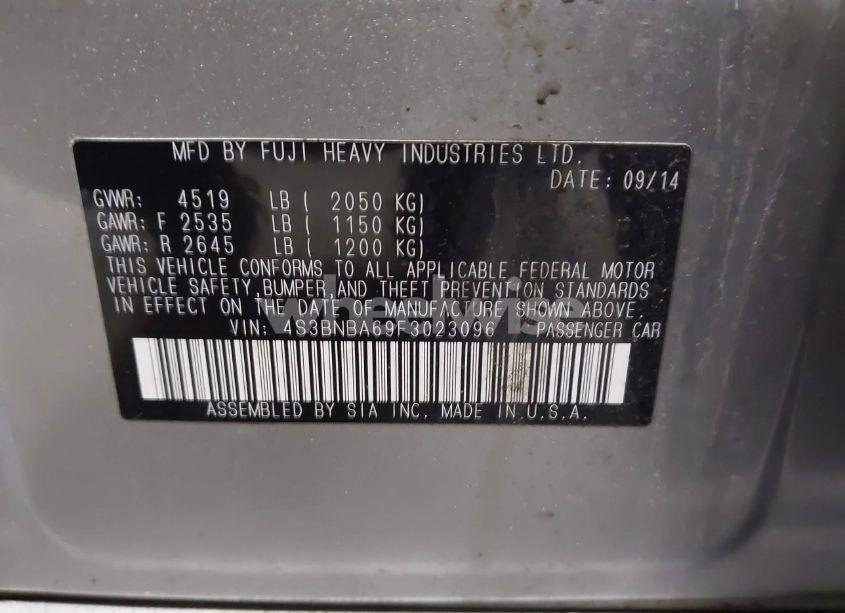 MFD BY FUJI HEAVY INDUSTRIES LTD.
DATE: 09/14
GVWR: 4519 LB ( 2050 KG)
GAWR: F 2535 LB ( 1150 KG)
GAWR: R 2645 LB ( 1200 KG)
THIS VEHICLE CONFORMS TO ALL APPLICABLE FEDERAL MOTOR
VEHICLE SAFETY, BUMPER, AND THEFT PREVENTION STANDARDS
IN EFFECT ON THE DATE OF MANUFACTURE SHOWN ABOVE.
VIN: 4S3BNBA69F3023096 PASSENGER CAR
wheelwise
ASSEMBLED BY SIA INC. MADE IN U.S.A.